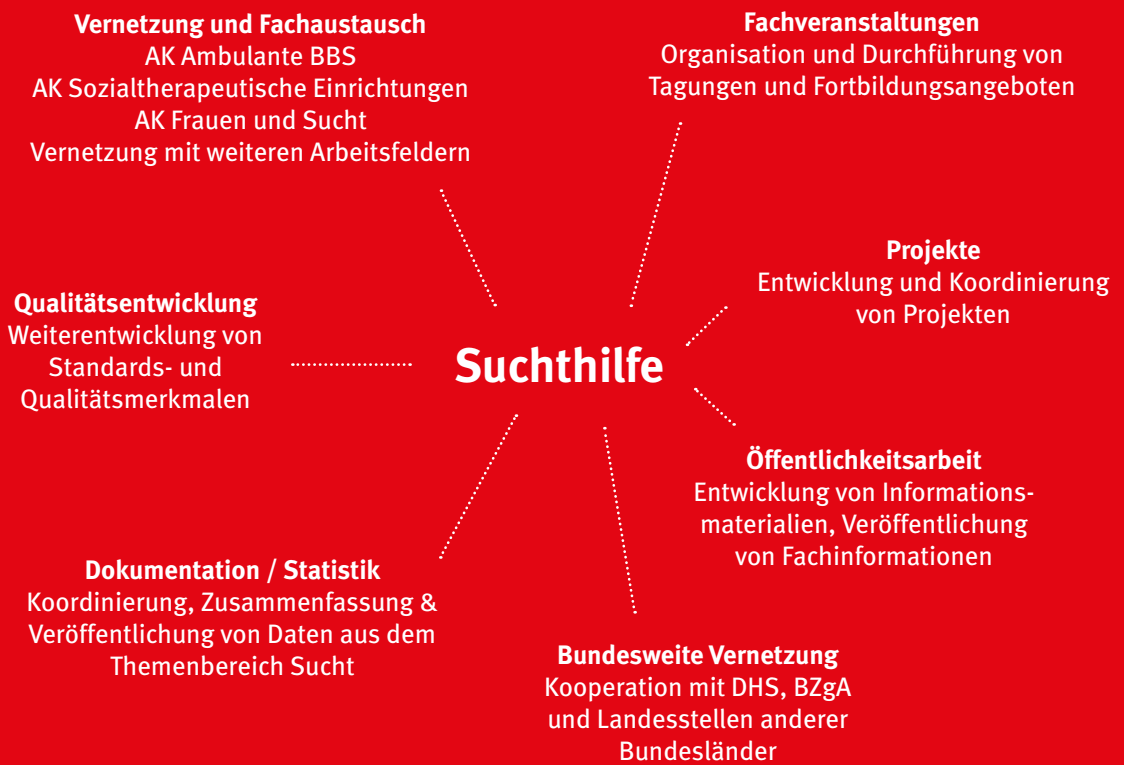 Vernetzung und Fachaustausch
AK Ambulante BBS
AK Sozialtherapeutische Einrichtungen
AK Frauen und Sucht
Vernetzung mit weiteren Arbeitsfeldern
Fachveranstaltungen
Organisation und Durchführung von
Tagungen und Fortbildungsangeboten
Projekte
Entwicklung und Koordinierung
von Projekten
Qualitätsentwicklung
Weiterentwicklung von
Standards- und
Qualitätsmerkmalen
Suchthilfe
Öffentlichkeitsarbeit
Entwicklung von Informations-
materialien, Veröffentlichung
von Fachinformationen
Dokumentation / Statistik
Koordinierung, Zusammenfassung &
Veröffentlichung von Daten aus dem
Themenbereich Sucht
Bundesweite Vernetzung
Kooperation mit DHS, BZgA
und Landesstellen anderer
Bundesländer